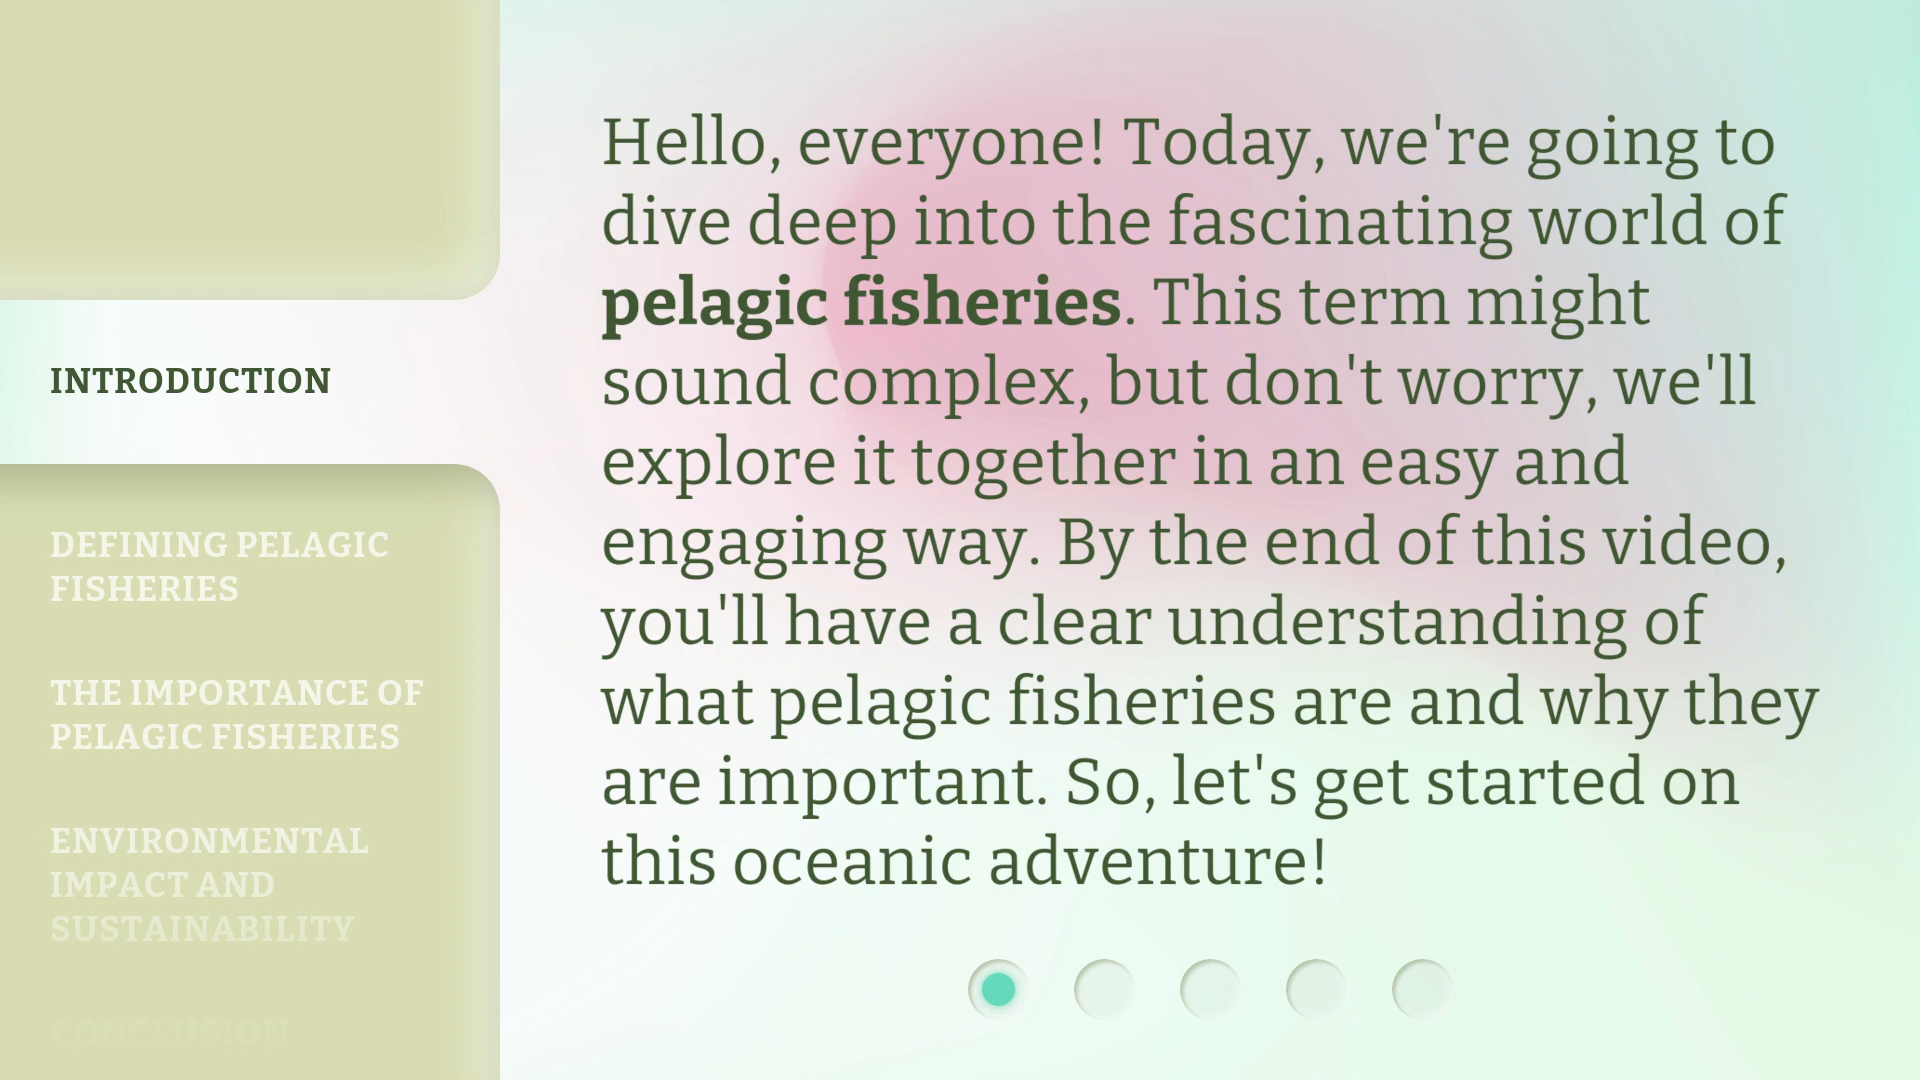 INTRODUCTION
DEFINING PELAGIC
FISHERIES
THE IMPORTANCE OF
PELAGIC FISHERIES
ENVIRONMENTAL
IMPACT AND
SUSTAINABILITY
CONCLUSION
Hello, everyone! Today, we're going to
dive deep into the fascinating world of
pelagic fisheries. This term might
sound complex, but don't worry, we'll
explore it together in an easy and
engaging way. By the end of this video,
you'll have a clear understanding of
what pelagic fisheries are and why they
are important. So, let's get started on
this oceanic adventure!